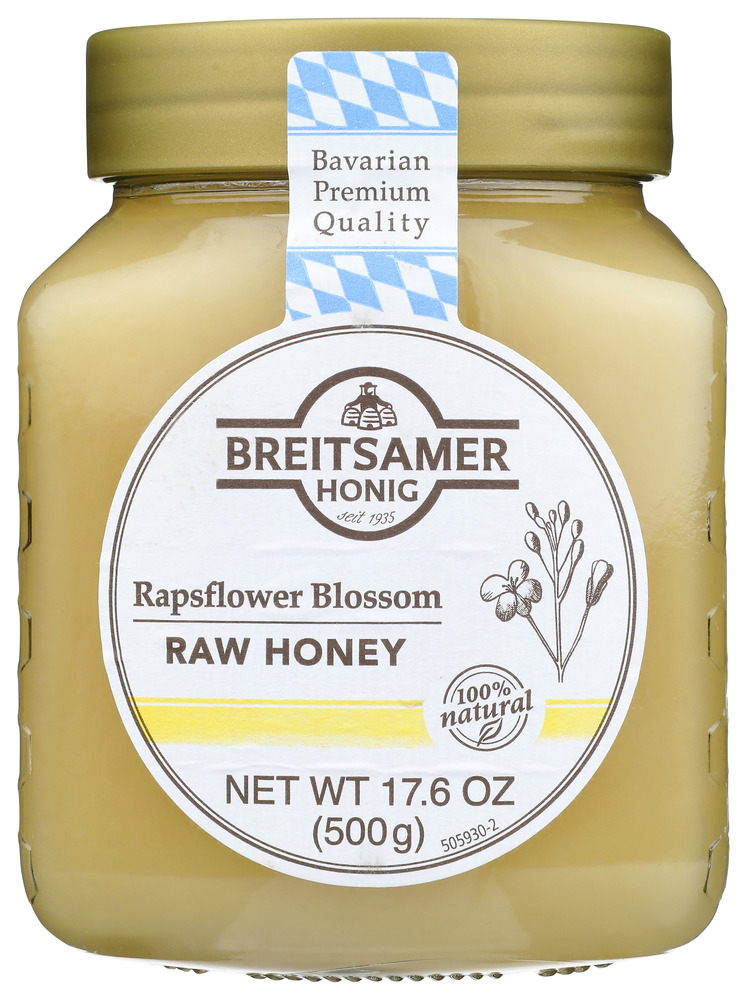 Bavarian
Premium
Quality
BREITSAMER
HONIG
seit 1935
Rapsflower Blossom
RAW HONEY
100%
natural
NET WT 17.6 OZ
(500g)
505930-2